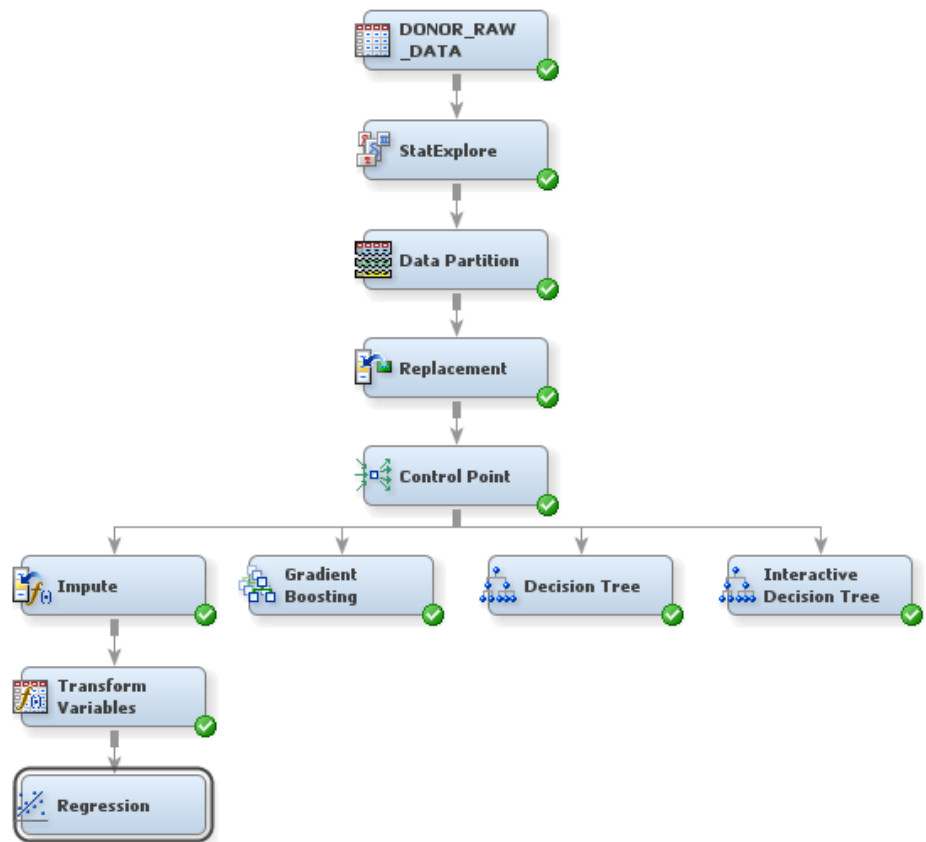 DONOR_RAW
_DATA
StatExplore
Data Partition
Replacement
Control Point
Impute
Gradient
Boosting
Decision Tree
Interactive
Decision Tree
Transform
Variables
Regression